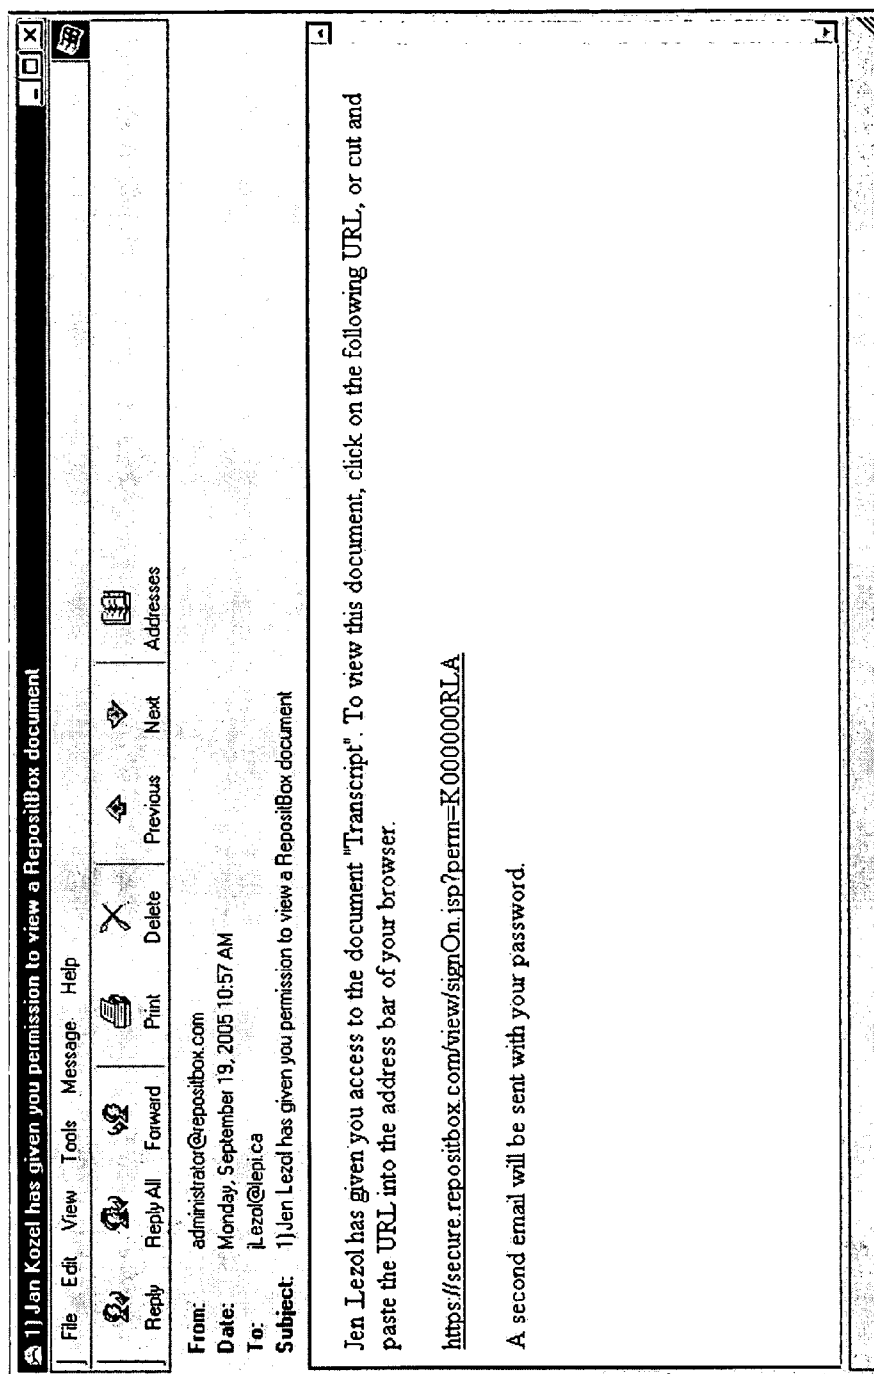 1) Jan Kozel has given you permission to view a RepositBox document
File Edit View Tools Message Help
Reply Reply All Forward Print Delete Previous Next Addresses
From: administrator@repositbox.com
Date: Monday, September 19, 2005 10:57 AM
To: jLezol@lepi.ca
Subject: 1) Jen Lezol has given you permission to view a RepositBox document
Jen Lezol has given you access to the document "Transcript". To view this document, click on the following URL, or cut and
paste the URL into the address bar of your browser.
https://secure.repositbox.com/view/signOn.jsp?perm=K000000RLA
A second email will be sent with your password.